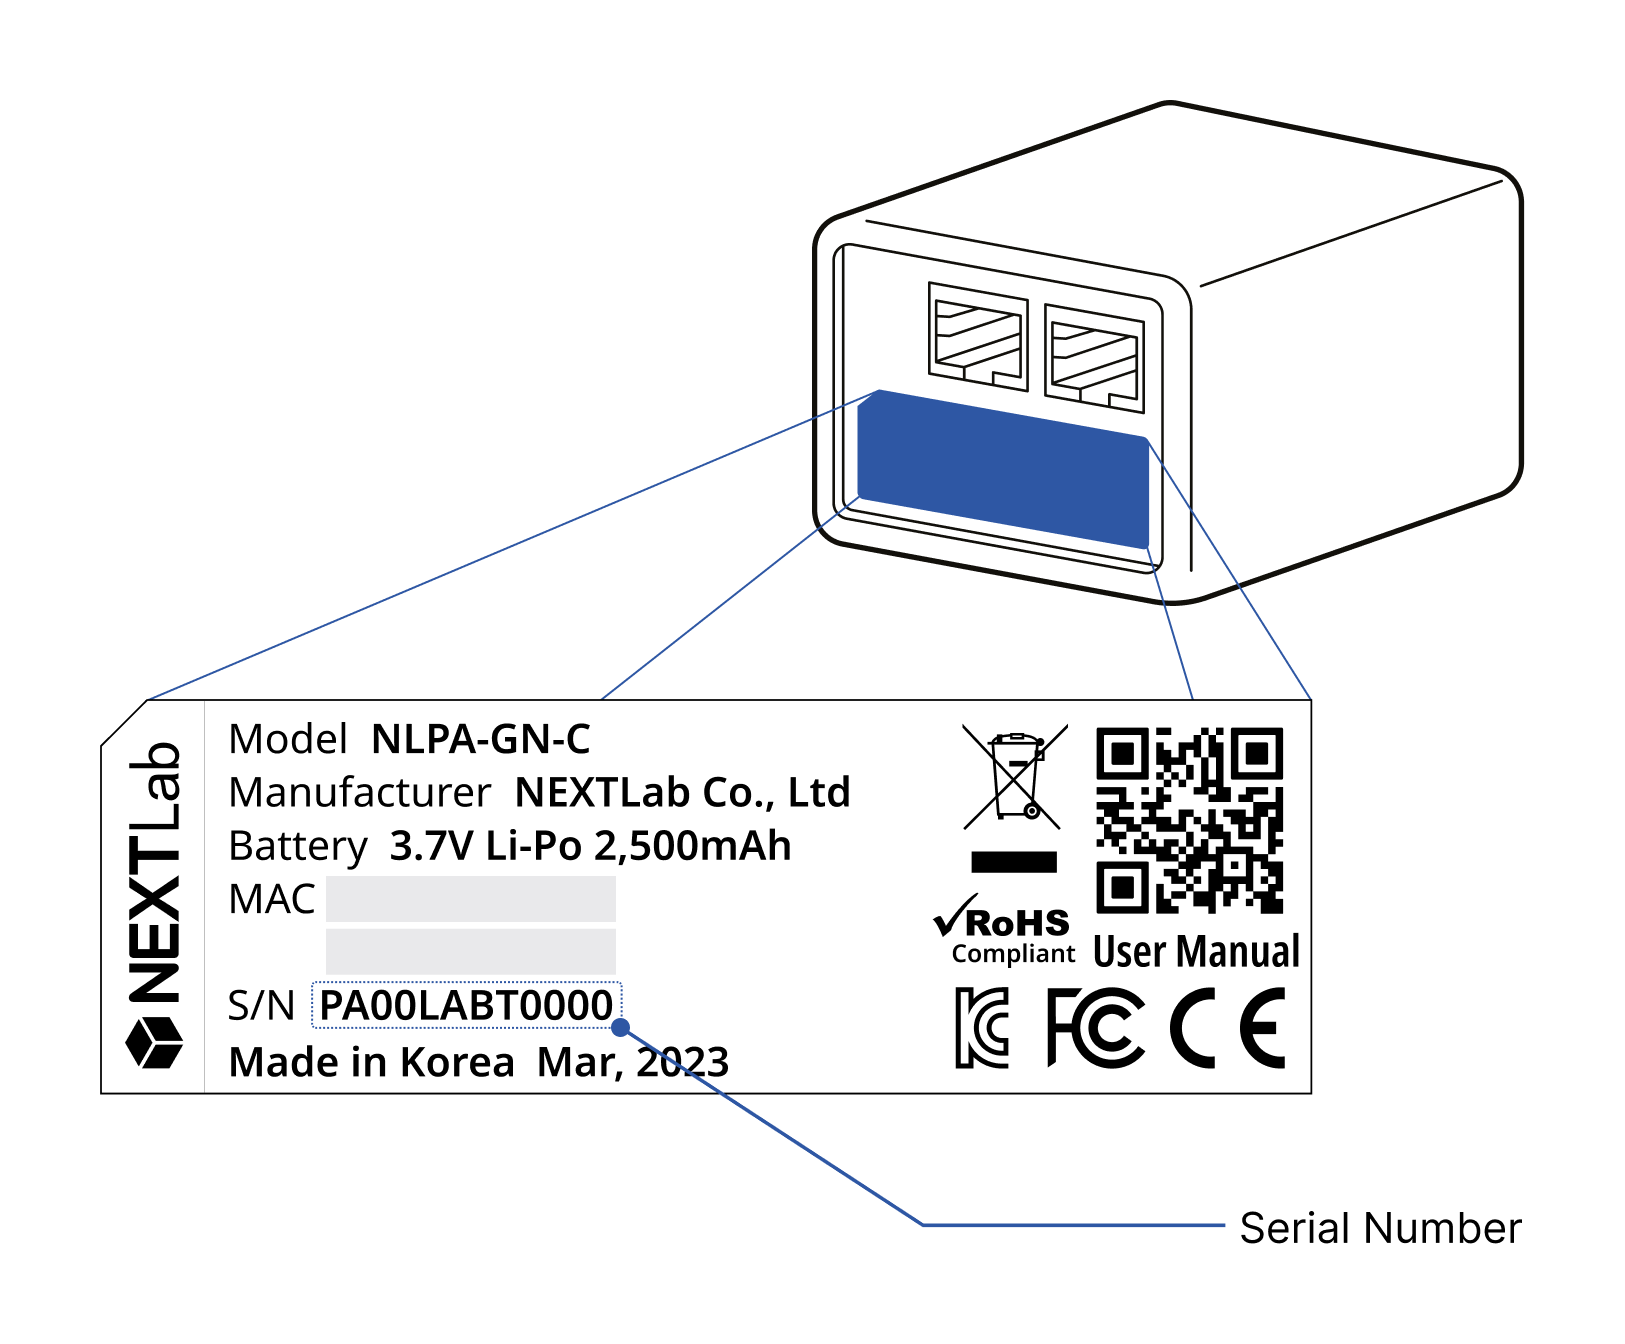 NEXTLab
Model NLPA-GN-C
Manufacturer NEXTLab Co., Ltd
Battery 3.7V Li-Po 2,500mAh
MAC
S/N PA00LABT0000
Made in Korea Mar, 2023
RoHS
Compliant
User Manual
FC CE
Serial Number